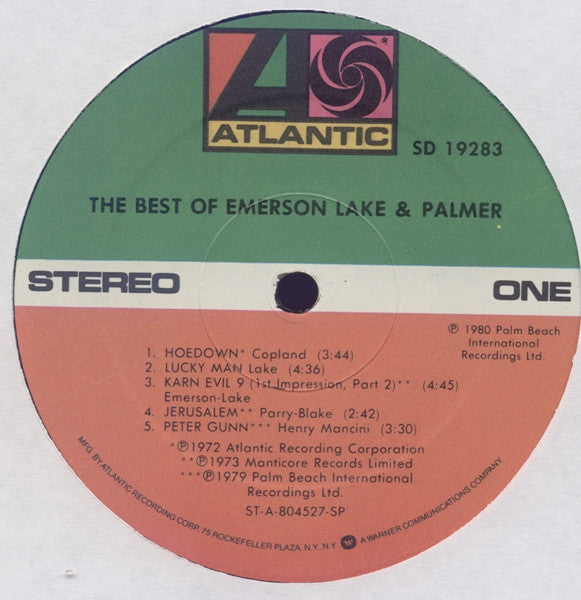 ATLANTIC
SD 19283
THE BEST OF EMERSON LAKE & PALMER
STEREO
ONE
℗ 1980 Palm Beach
International
Recordings Ltd.
1. HOEDOWN* Copland (3:44)
2. LUCKY MAN Lake (4:36)
3. KARN EVIL 9 (1st Impression, Part 2)** (4:45)
Emerson-Lake
4. JERUSALEM** Parry-Blake (2:42)
5. PETER GUNN*** Henry Mancini (3:30)
*℗1972 Atlantic Recording Corporation
**℗1973 Manticore Records Limited
***℗1979 Palm Beach International
Recordings Ltd.
ST-A-804527-SP
MFG. BY ATLANTIC RECORDING CORP. 75 ROCKEFELLER PLAZA, N.Y., N.Y. A WARNER COMMUNICATIONS COMPANY